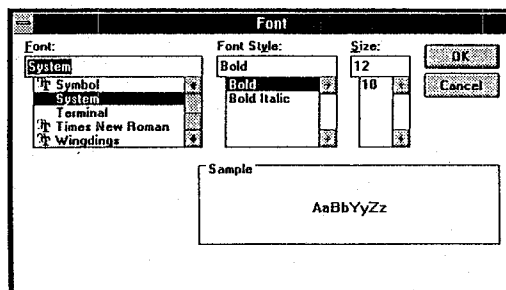 Font
Font: Font Style: Size:
System Bold 12 OK
Symbol Bold 10 Cancel
System Bold Italic
Terminal
Times New Roman
Wingdings
Sample
AaBbYyZz